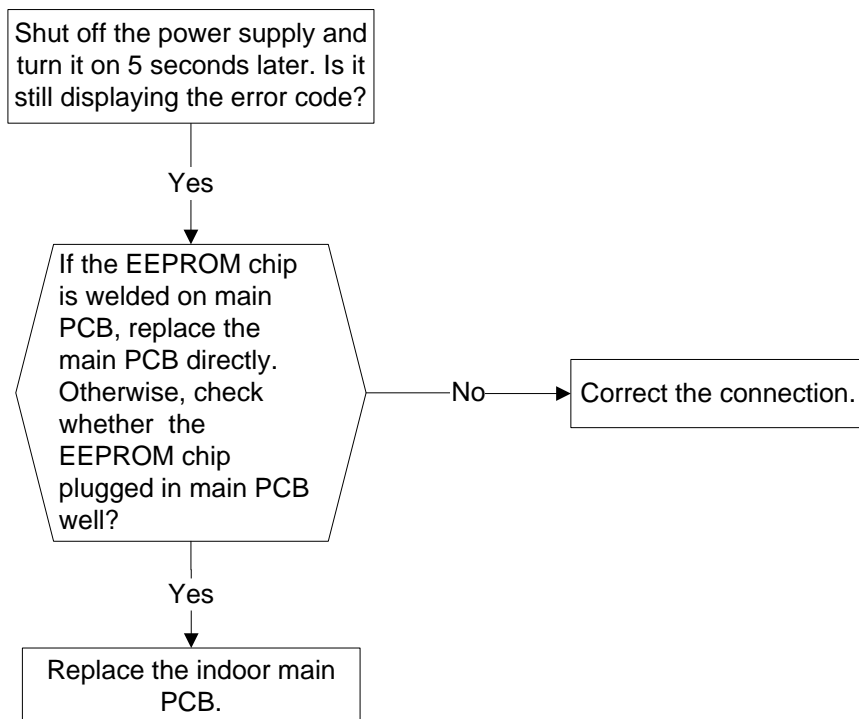 Shut off the power supply and
turn it on 5 seconds later. Is it
still displaying the error code?
Yes
If the EEPROM chip
is welded on main
PCB, replace the
main PCB directly.
Otherwise, check
whether  the
EEPROM chip
plugged in main PCB
well?
No
Correct the connection.
Yes
Replace the indoor main
PCB.